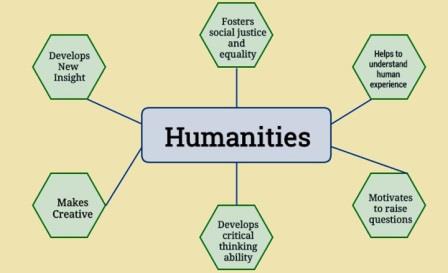 Fosters
social justice
and
equality
Develops
New
Insight
Helps to
understand
human
experience
Humanities
Makes
Creative
Develops
critical
thinking
ability
Motivates
to raise
questions